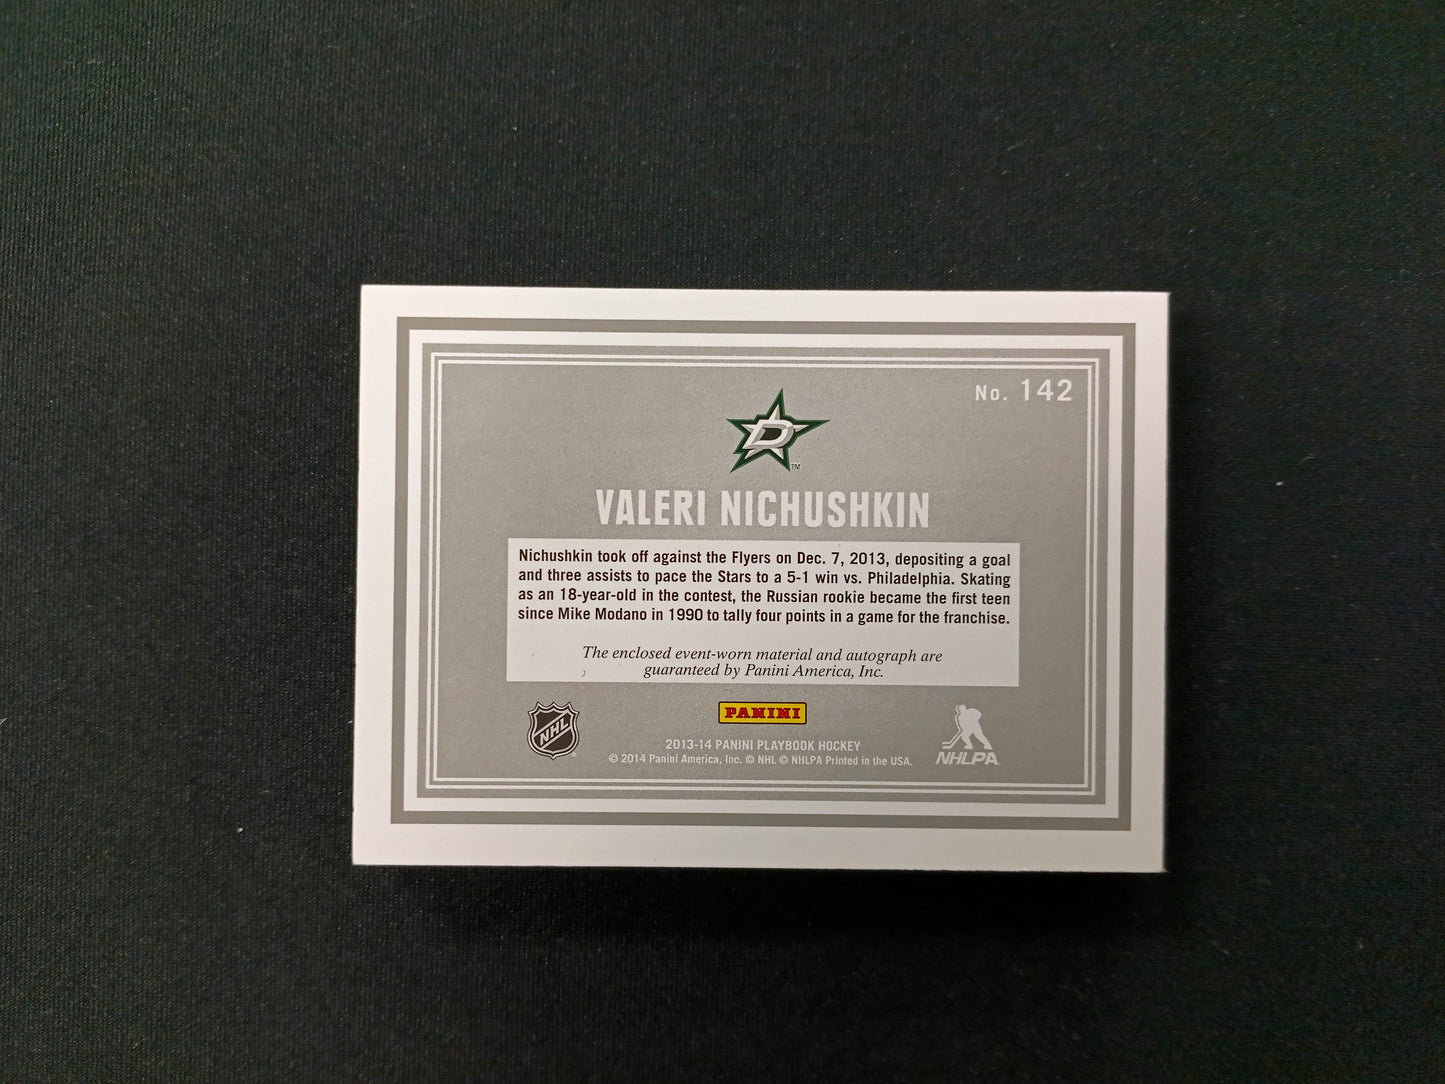 No. 142
D
TM
VALERI NICHUSHKIN
Nichushkin took off against the Flyers on Dec. 7, 2013, depositing a goal
and three assists to pace the Stars to a 5-1 win vs. Philadelphia. Skating
as an 18-year-old in the contest, the Russian rookie became the first teen
since Mike Modano in 1990 to tally four points in a game for the franchise.
The enclosed event-worn material and autograph are
guaranteed by Panini America, Inc.
NHL
PANINI
2013-14 PANINI PLAYBOOK HOCKEY
© 2014 Panini America, Inc. © NHL © NHLPA Printed in the USA.
NHLPA